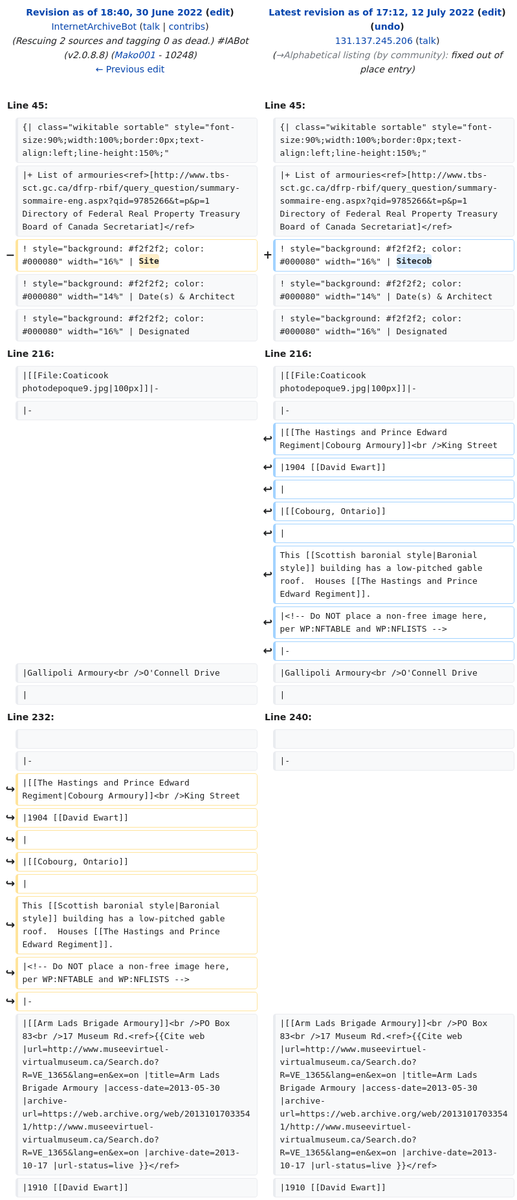 Revision as of 18:40, 30 June 2022 (edit)
InternetArchiveBot (talk | contribs)
(Rescuing 2 sources and tagging 0 as dead.) #IABot
(v2.0.8.8) (Mako001 - 10248)
← Previous edit
Latest revision as of 17:12, 12 July 2022 (edit)
(undo)
131.137.245.206 (talk)
(→Alphabetical listing (by community): fixed out of
place entry)
Line 45:
Line 45:
{| class="wikitable sortable" style="font-
size:90%;width:100%;border:0px;text-
align:left;line-height:150%;"
{| class="wikitable sortable" style="font-
size:90%;width:100%;border:0px;text-
align:left;line-height:150%;"
|+ List of armouries<ref>[http://www.tbs-
sct.gc.ca/dfrp-rbif/query_question/summary-
sommaire-eng.aspx?qid=9785266&t=p&p=1
Directory of Federal Real Property Treasury
Board of Canada Secretariat]</ref>
|+ List of armouries<ref>[http://www.tbs-
sct.gc.ca/dfrp-rbif/query_question/summary-
sommaire-eng.aspx?qid=9785266&t=p&p=1
Directory of Federal Real Property Treasury
Board of Canada Secretariat]</ref>
− ! style="background: #f2f2f2; color:
#000080" width="16%" | Site
+ ! style="background: #f2f2f2; color:
#000080" width="16%" | Sitecob
! style="background: #f2f2f2; color:
#000080" width="14%" | Date(s) & Architect
! style="background: #f2f2f2; color:
#000080" width="14%" | Date(s) & Architect
! style="background: #f2f2f2; color:
#000080" width="16%" | Designated
! style="background: #f2f2f2; color:
#000080" width="16%" | Designated
Line 216:
Line 216:
|[[File:Coaticook
photodepoque9.jpg|100px]]|-
|[[File:Coaticook
photodepoque9.jpg|100px]]|-
|-
|-
↩ |[[The Hastings and Prince Edward
Regiment|Cobourg Armoury]]<br />King Street
↩ |1904 [[David Ewart]]
↩ |
↩ |[[Cobourg, Ontario]]
↩ |
↩ This [[Scottish baronial style|Baronial
style]] building has a low-pitched gable
roof.  Houses [[The Hastings and Prince
Edward Regiment]].
↩ |<!-- Do NOT place a non-free image here,
per WP:NFTABLE and WP:NFLISTS -->
↩ |-
|Gallipoli Armoury<br />O'Connell Drive
|Gallipoli Armoury<br />O'Connell Drive
|
|
Line 232:
Line 240:
|-
|-
↪ |[[The Hastings and Prince Edward
Regiment|Cobourg Armoury]]<br />King Street
↪ |1904 [[David Ewart]]
↪ |
↪ |[[Cobourg, Ontario]]
↪ |
↪ This [[Scottish baronial style|Baronial
style]] building has a low-pitched gable
roof.  Houses [[The Hastings and Prince
Edward Regiment]].
↪ |<!-- Do NOT place a non-free image here,
per WP:NFTABLE and WP:NFLISTS -->
↪ |-
|[[Arm Lads Brigade Armoury]]<br />PO Box
83<br />17 Museum Rd.<ref>{{Cite web
|url=http://www.museevirtuel-
virtualmuseum.ca/Search.do?
R=VE_1365&lang=en&ex=on |title=Arm Lads
Brigade Armoury |access-date=2013-05-30
|archive-
url=https://web.archive.org/web/2013101703354
1/http://www.museevirtuel-
virtualmuseum.ca/Search.do?
R=VE_1365&lang=en&ex=on |archive-date=2013-
10-17 |url-status=live }}</ref>
|[[Arm Lads Brigade Armoury]]<br />PO Box
83<br />17 Museum Rd.<ref>{{Cite web
|url=http://www.museevirtuel-
virtualmuseum.ca/Search.do?
R=VE_1365&lang=en&ex=on |title=Arm Lads
Brigade Armoury |access-date=2013-05-30
|archive-
url=https://web.archive.org/web/2013101703354
1/http://www.museevirtuel-
virtualmuseum.ca/Search.do?
R=VE_1365&lang=en&ex=on |archive-date=2013-
10-17 |url-status=live }}</ref>
|1910 [[David Ewart]]
|1910 [[David Ewart]]